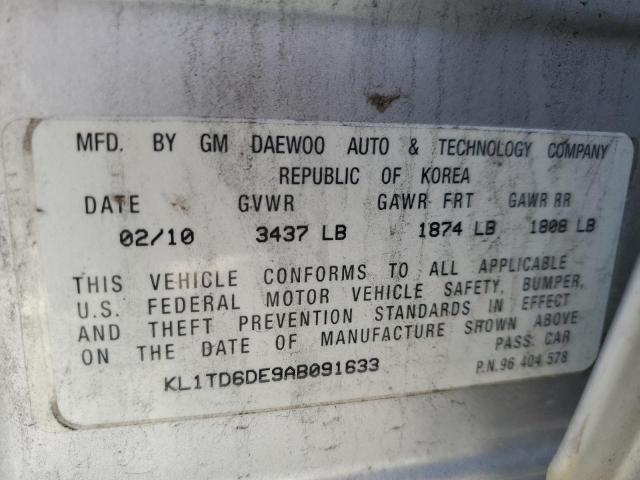 MFD. BY GM DAEWOO AUTO & TECHNOLOGY COMPANY
REPUBLIC OF KOREA
DATE GVWR GAWR FRT GAWR RR
02/10 3437 LB 1874 LB 1808 LB
THIS VEHICLE CONFORMS TO ALL APPLICABLE
U.S. FEDERAL MOTOR VEHICLE SAFETY, BUMPER,
AND THEFT PREVENTION STANDARDS IN EFFECT
ON THE DATE OF MANUFACTURE SHOWN ABOVE
PASS. CAR
KL1TD6DE9AB091633 P.N. 96 404 578